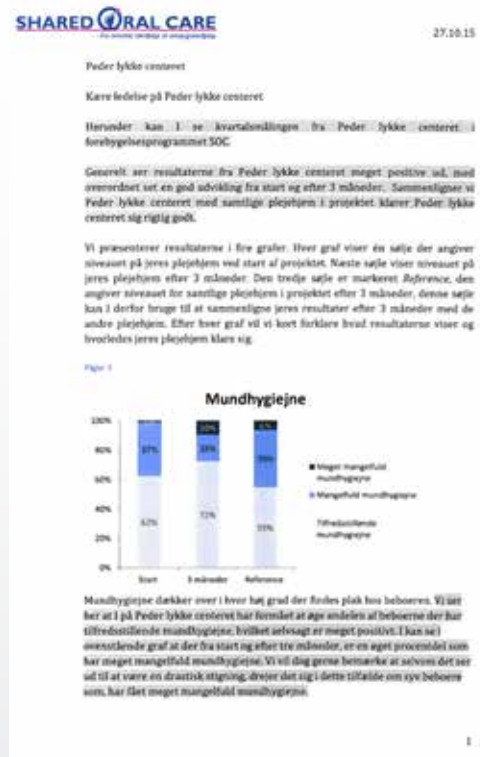 SHARED ORAL CARE
27.10.15
Peder lykke centeret
Kære ledelse på Peder lykke centeret
Herunder kan I se kvartalsmålingen fra Peder lykke centeret i
forebygelsesprogrammet SOC.
Generelt ser resultaterne fra Peder lykke centeret meget positive ud, med
overordnet set en god udvikling fra start og efter 3 måneder. Sammenligner vi
Peder lykke centeret med samtlige plejehjem i projektet klarer Peder lykke
centeret sig rigtig godt.
Vi præsenterer resultaterne i fire grafer. Hver graf viser én søjle der angiver
niveauet på jeres plejehjem ved start af projektet. Næste søjle viser niveauet på
jeres plejehjem efter 3 måneder. Den tredje søjle er markeret Reference, den
angiver niveauet for samtlige plejehjem i projektet efter 3 måneder, denne søjle
kan I derfor bruge til at sammenligne jeres resultater efter 3 måneder med de
andre plejehjem. Efter hver graf vil vi kort forklare hvad resultaterne viser og
hvorledes jeres plejehjem klare sig.
Figur 1
Mundhygiejne
100%
80%
60%
40%
20%
0%
37%
62%
10%
18%
72%
55%
Start
3 måneder
Reference
Meget mangelfuld
mundhygiejne
Mangelfuld mundhygiejne
Tilfredsstillende
mundhygiejne
Mundhygiejne dækker over i hvor høj grad der findes plak hos beboeren. Vi ser
her at I på Peder lykke centeret har formået at øge andelen af beboerne der har
tilfredsstillende mundhygiejne, hvilket selvsagt er meget positivt. I kan se i
ovenstående graf at der fra start og efter tre måneder, er en øget procentdel som
har meget mangelfuld mundhygiejne. Vi vil dog gerne bemærke at selvom det ser
ud til at være en drastisk stigning, drejer det sig i dette tilfælde om syv beboere
som, har fået meget mangelfuld mundhygiejne.
1